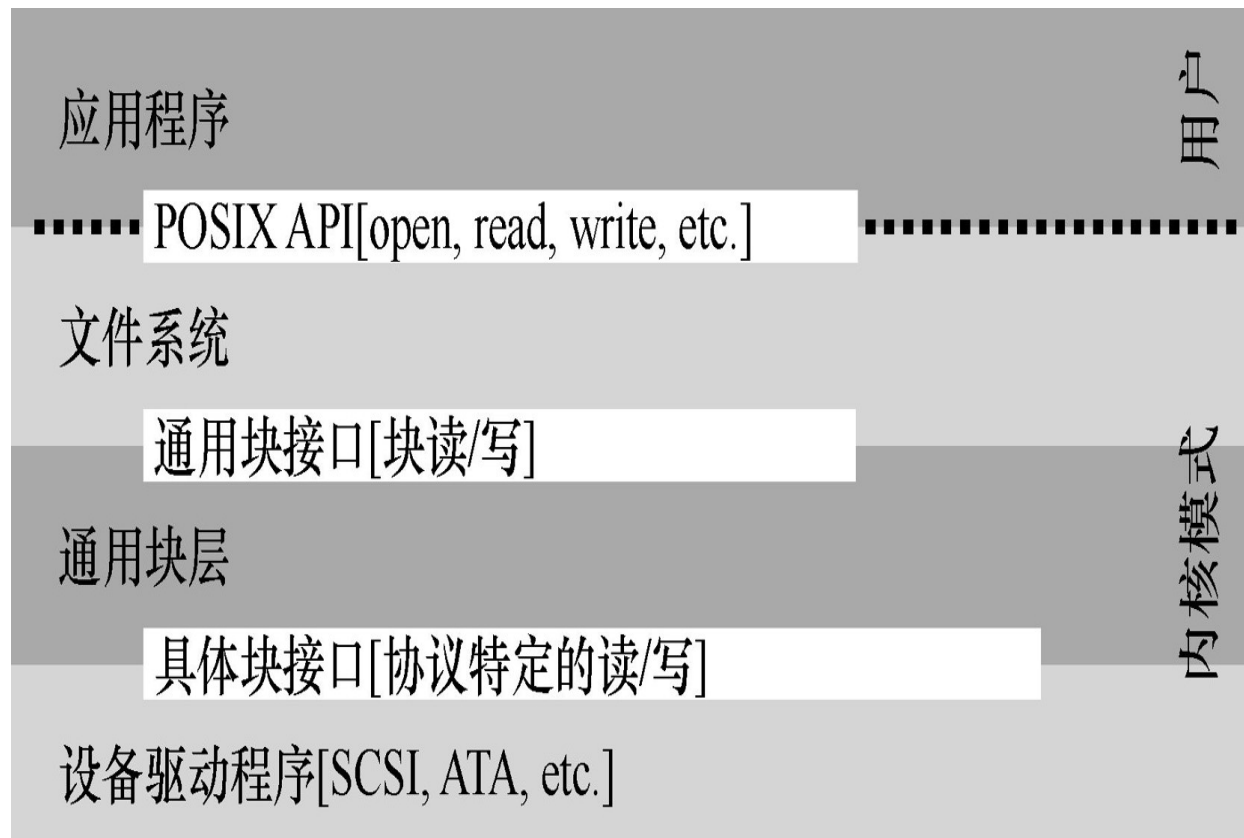 应用程序
用户
POSIX API[open, read, write, etc.]
文件系统
通用块接口[块读/写]
通用块层
内核模式
具体块接口[协议特定的读/写]
设备驱动程序[SCSI, ATA, etc.]